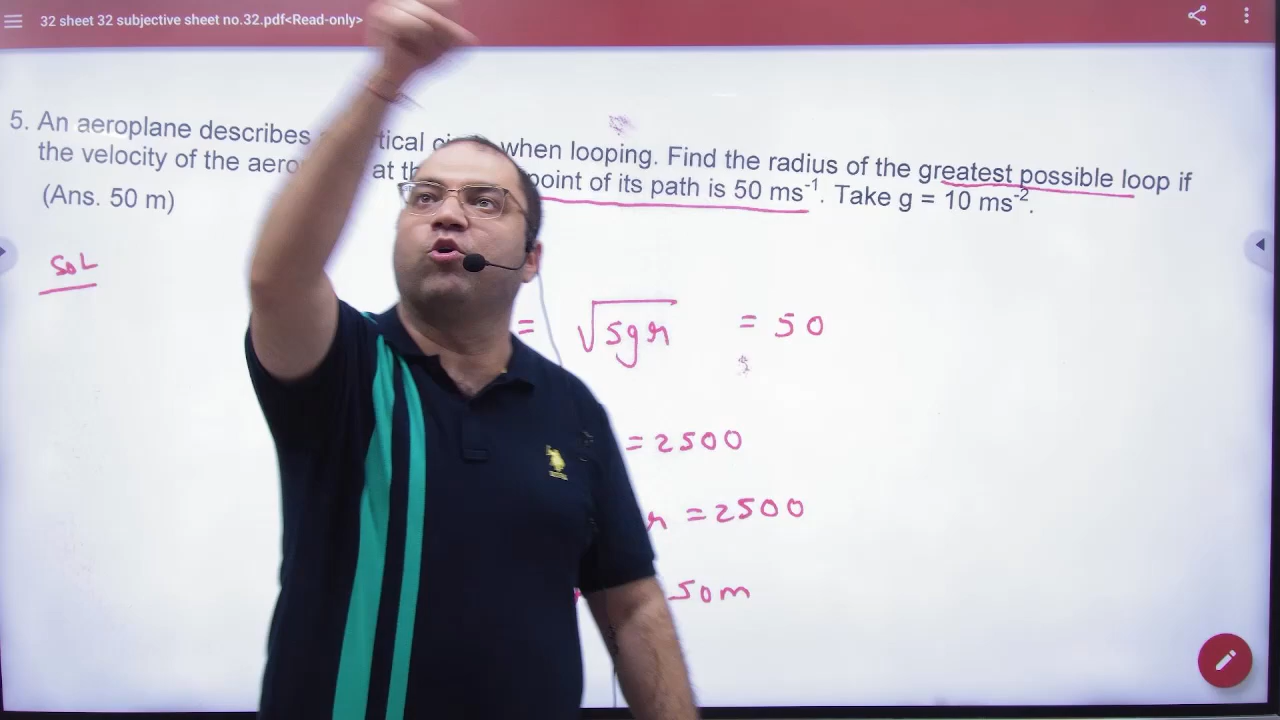 32 sheet 32 subjective sheet no.32.pdf<Read-only>
5. An aeroplane describes when looping. Find the radius of the greatest possible loop if
the velocity of the at point of its path is 50 ms⁻¹. Take g = 10 ms⁻².
(Ans. 50 m)
SOL
= √5gr = 50
= 2500
r = 2500
50m